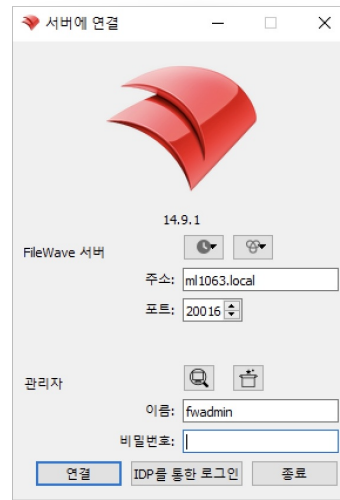 서버에 연결
14.9.1
FileWave 서버
주소: ml1063.local
포트: 20016
관리자
이름: fwadmin
비밀번호:
연결 IDP를 통한 로그인 종료